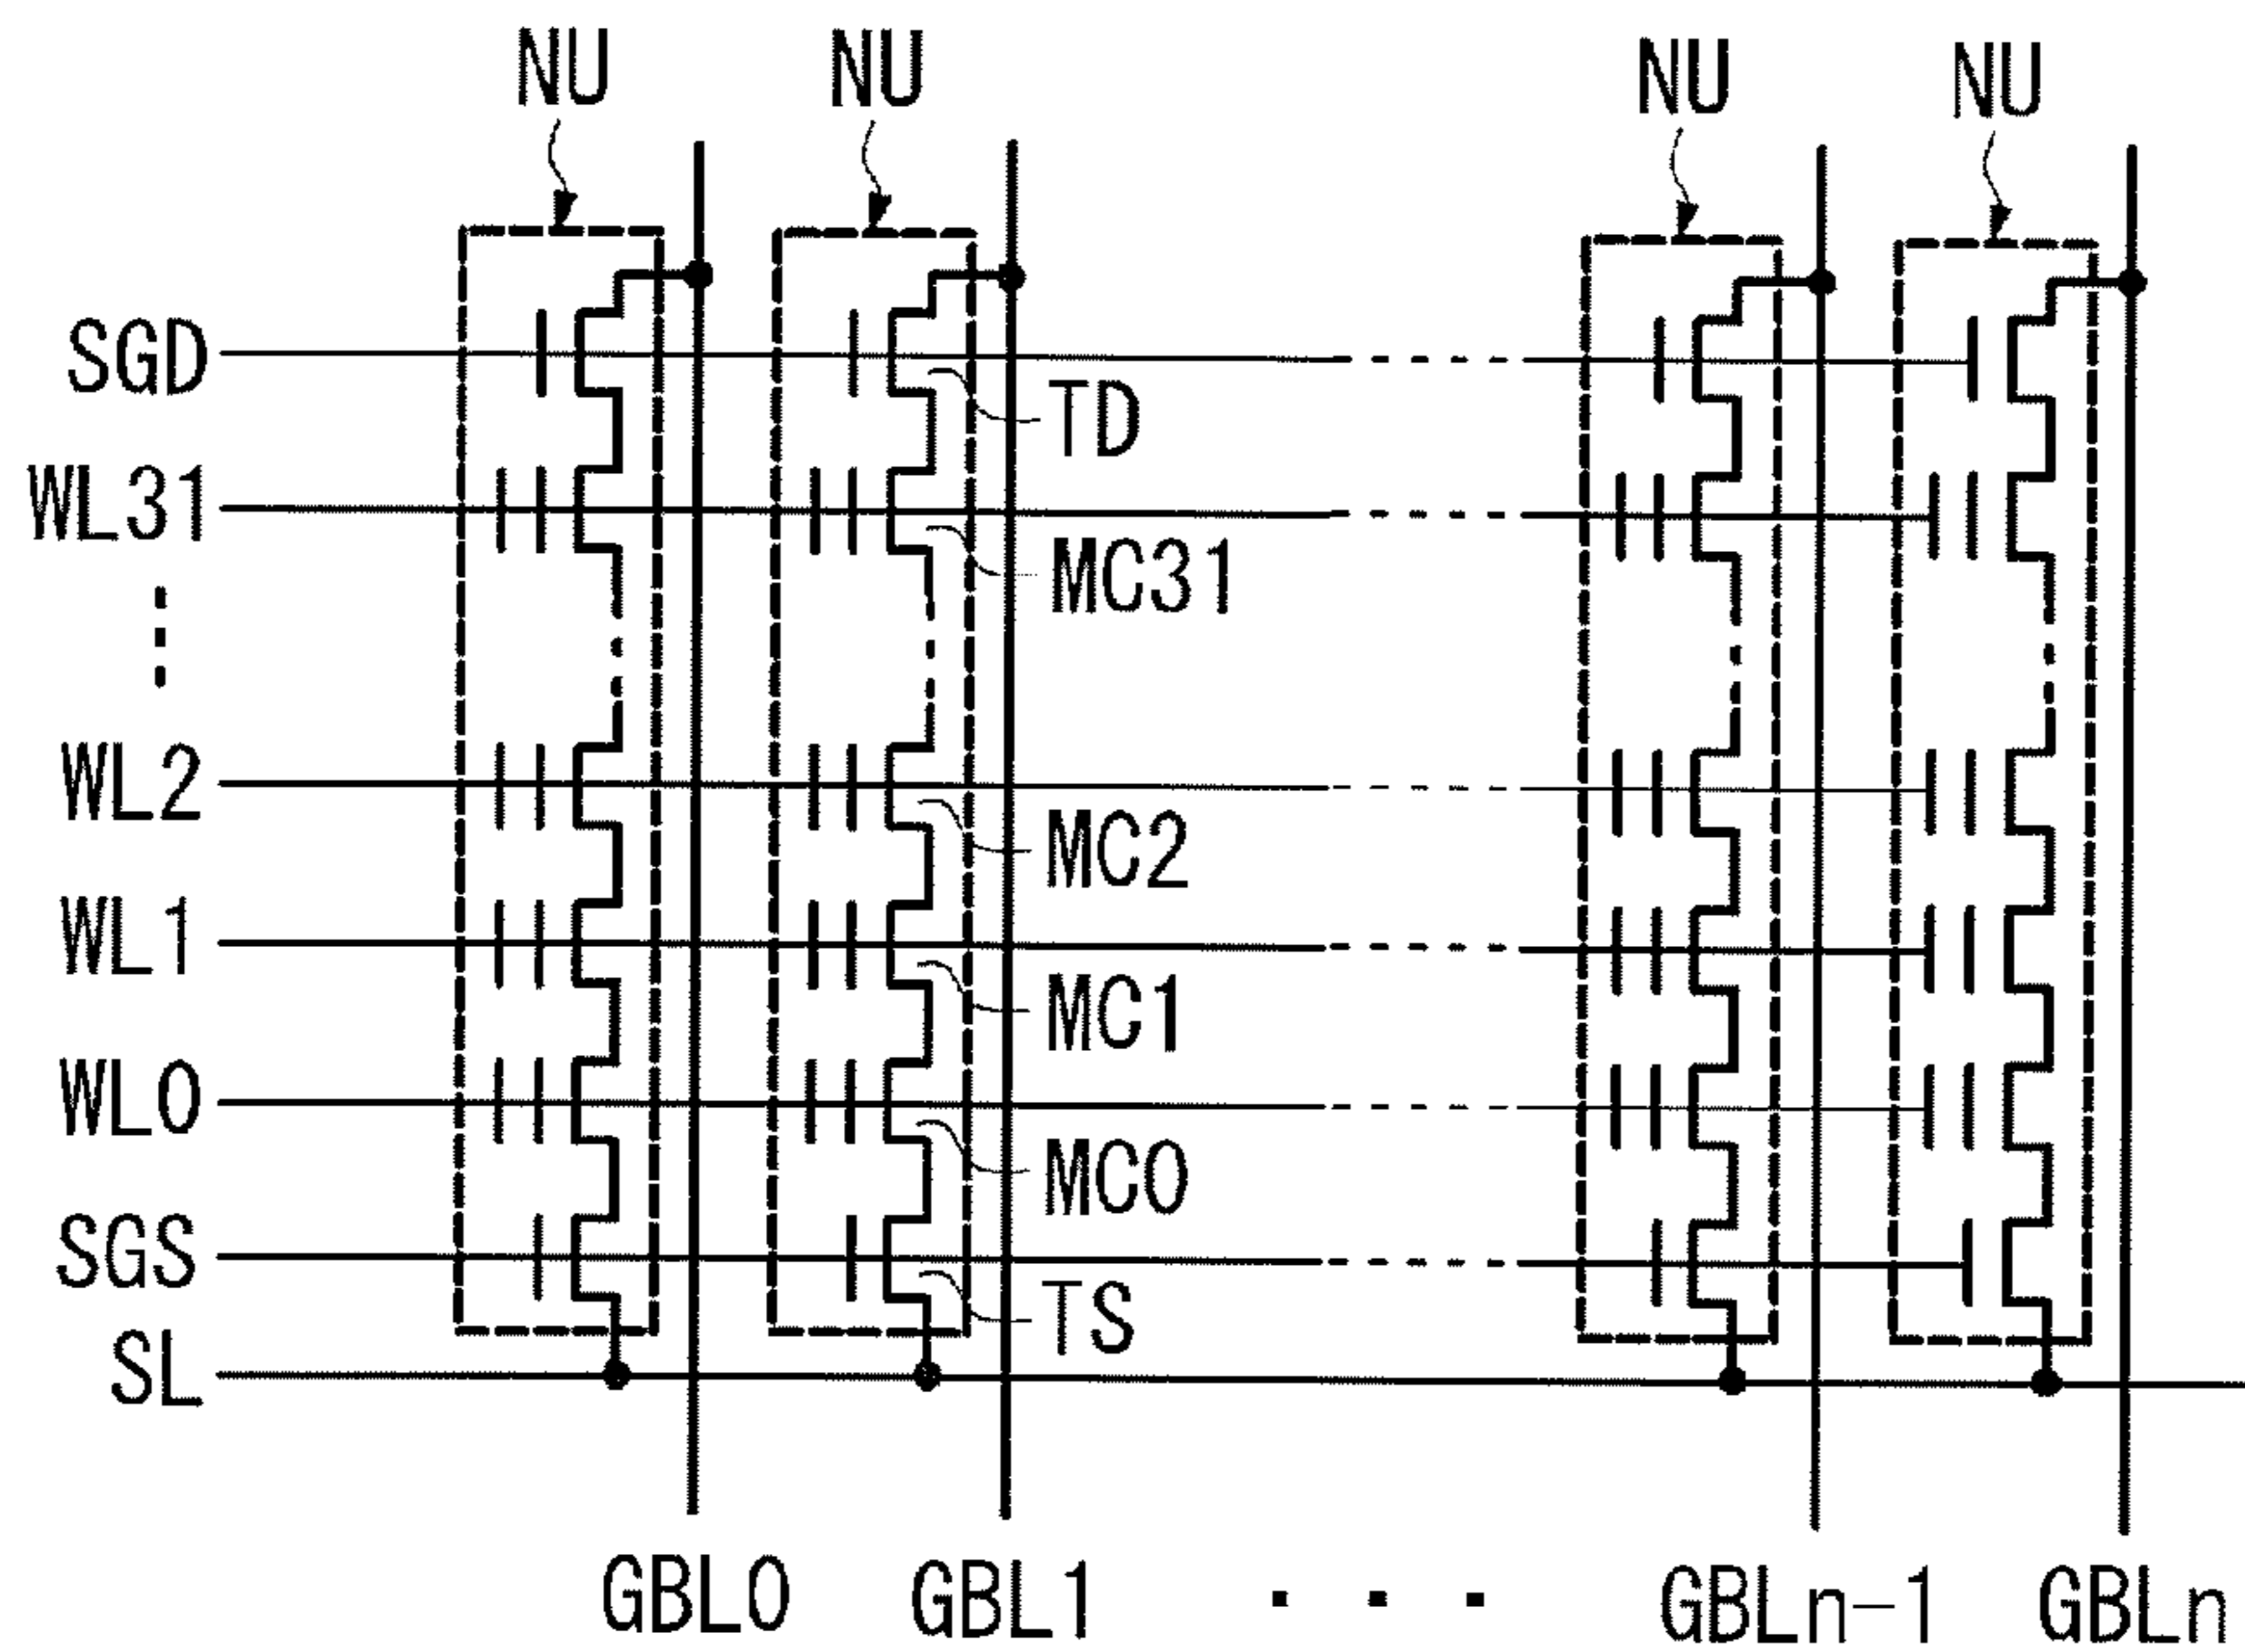 NU NU NU NU
SGD
TD
WL31
MC31
WL2
MC2
WL1
MC1
WL0
MC0
SGS
TS
SL
GBL0 GBL1 ... GBLn-1 GBLn